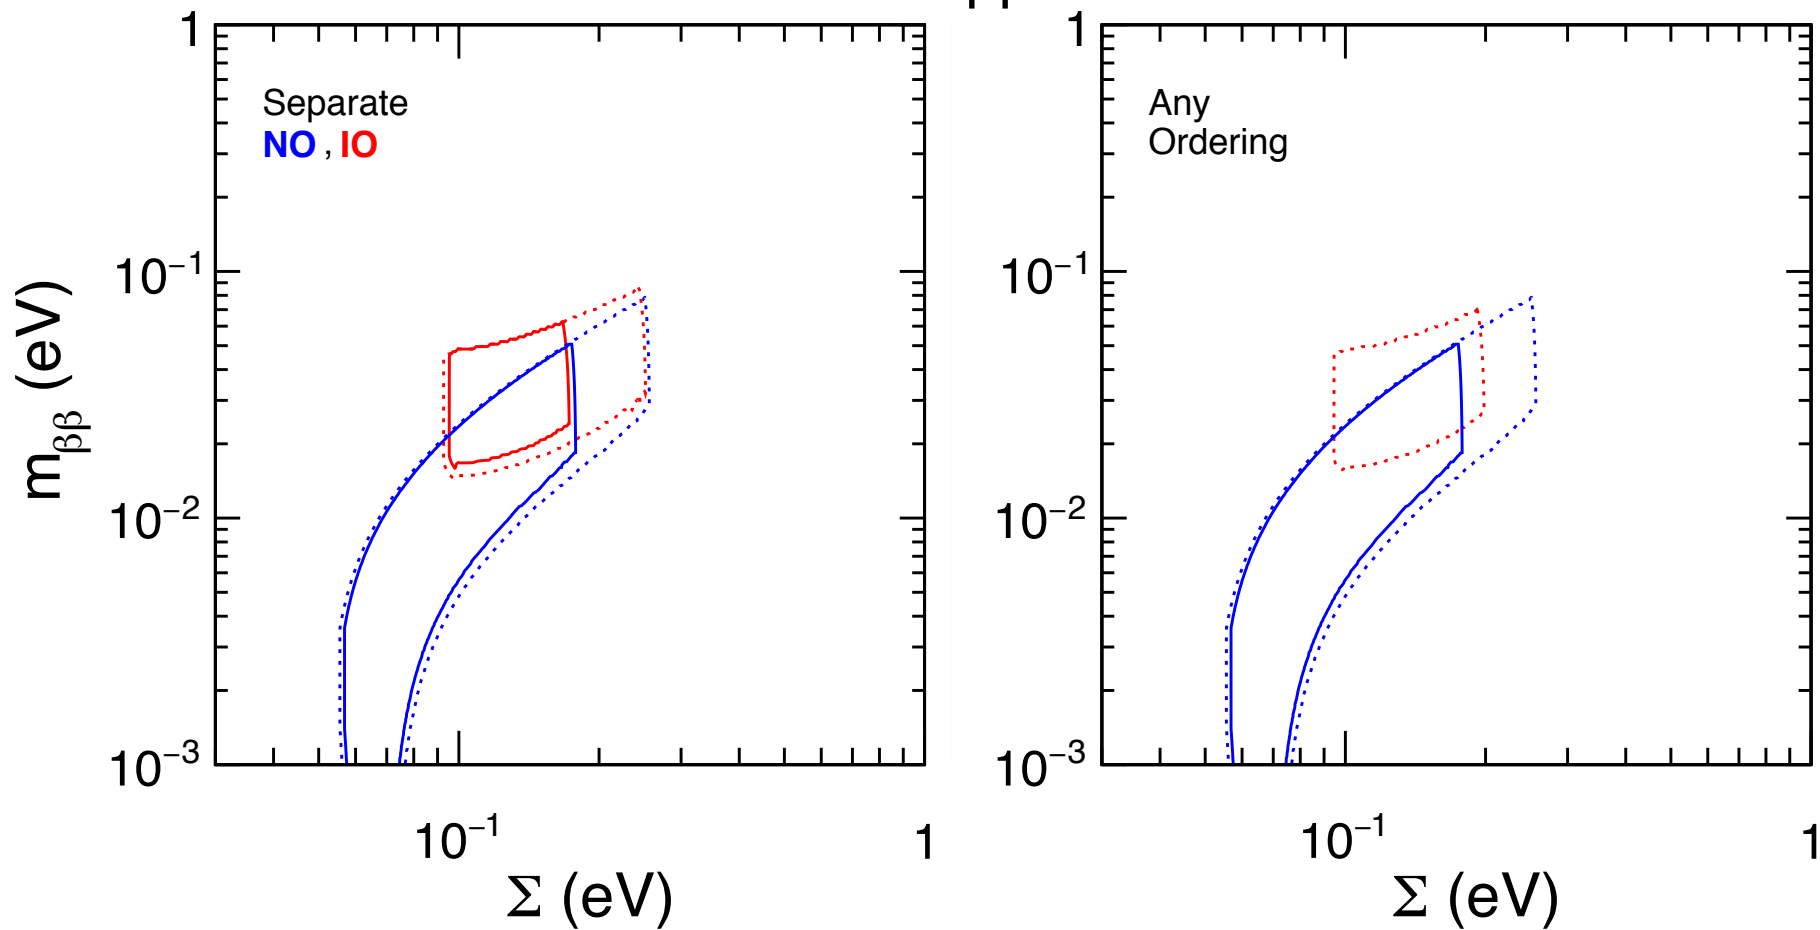 Separate
NO , IO
1
10⁻¹
10⁻²
10⁻³
m_ββ (eV)
10⁻¹
1
Σ (eV)
Any
Ordering
1
10⁻¹
10⁻²
10⁻³
10⁻¹
1
Σ (eV)